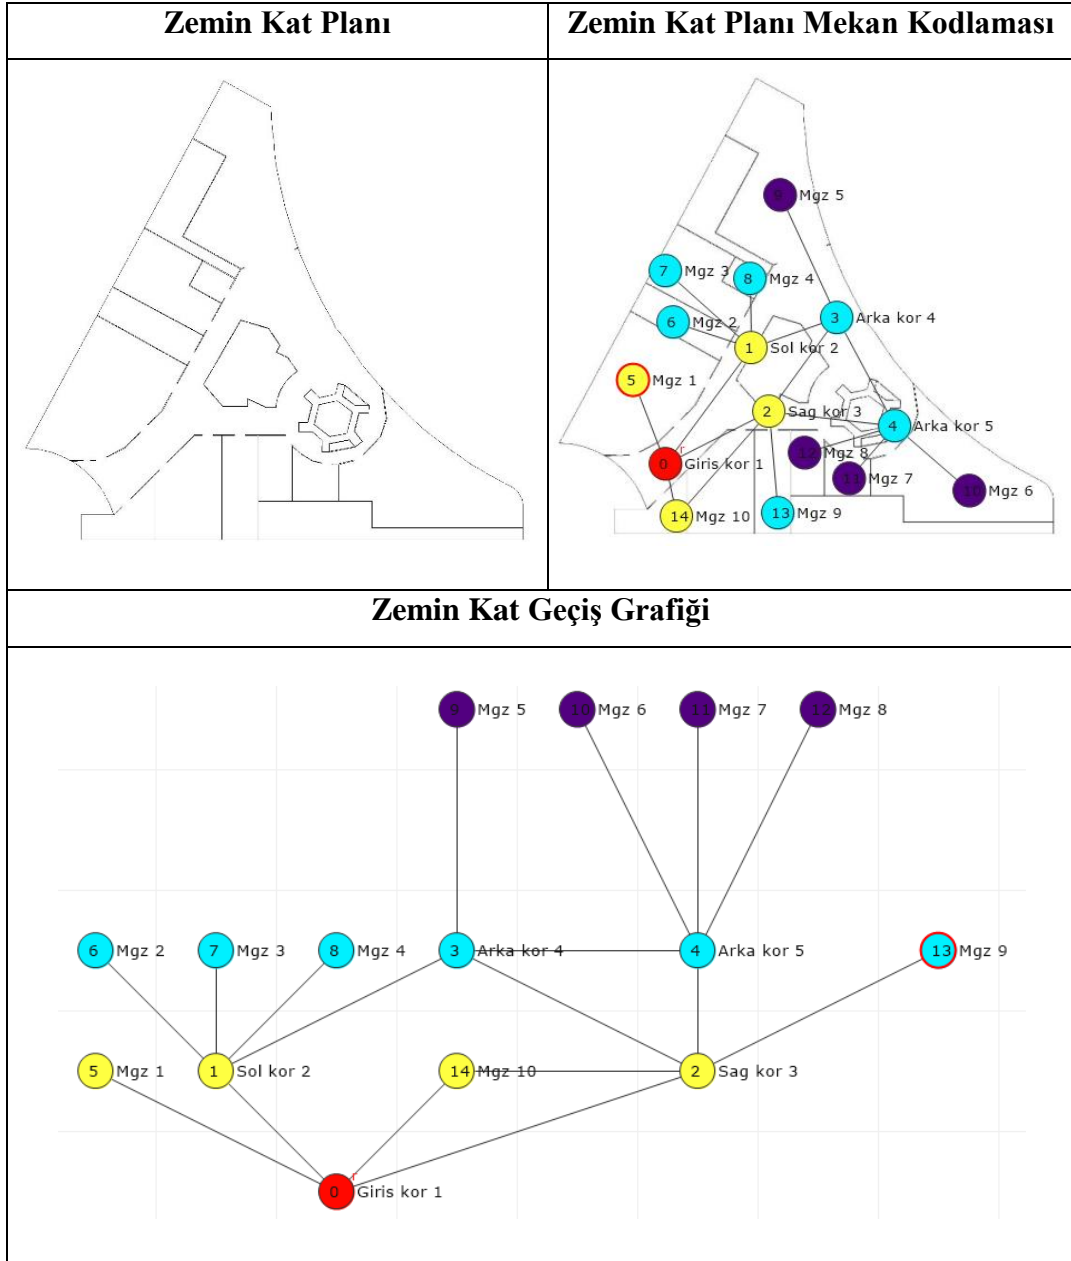 Zemin Kat Planı
Zemin Kat Planı Mekan Kodlaması
9 Mgz 5
7 Mgz 3
8 Mgz 4
6 Mgz 2
3 Arka kor 4
1 Sol kor 2
5 Mgz 1
2 Sag kor 3
4 Arka kor 5
r
12 Mgz 8
0 Giris kor 1
11 Mgz 7
10 Mgz 6
14 Mgz 10
13 Mgz 9
Zemin Kat Geçiş Grafiği
9 Mgz 5
10 Mgz 6
11 Mgz 7
12 Mgz 8
6 Mgz 2
7 Mgz 3
8 Mgz 4
3 Arka kor 4
4 Arka kor 5
13 Mgz 9
5 Mgz 1
1 Sol kor 2
14 Mgz 10
2 Sag kor 3
r
0 Giris kor 1